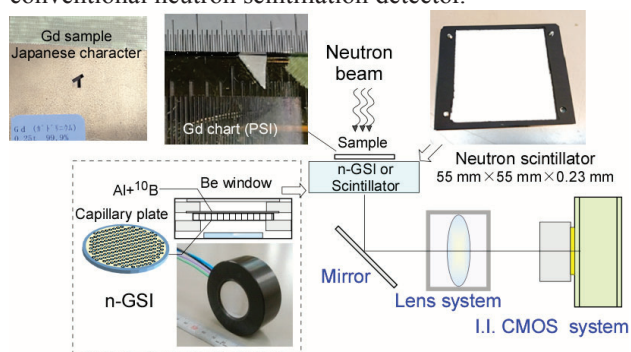 conventional neutron scintillation detector.
Gd sample
Japanese character
Neutron
beam
Gd chart (PSI)
Sample
n-GSI or
Scintillator
Neutron scintillator
55 mm×55 mm×0.23 mm
Al+¹⁰B
Be window
Capillary plate
n-GSI
Mirror
Lens system
I.I. CMOS system